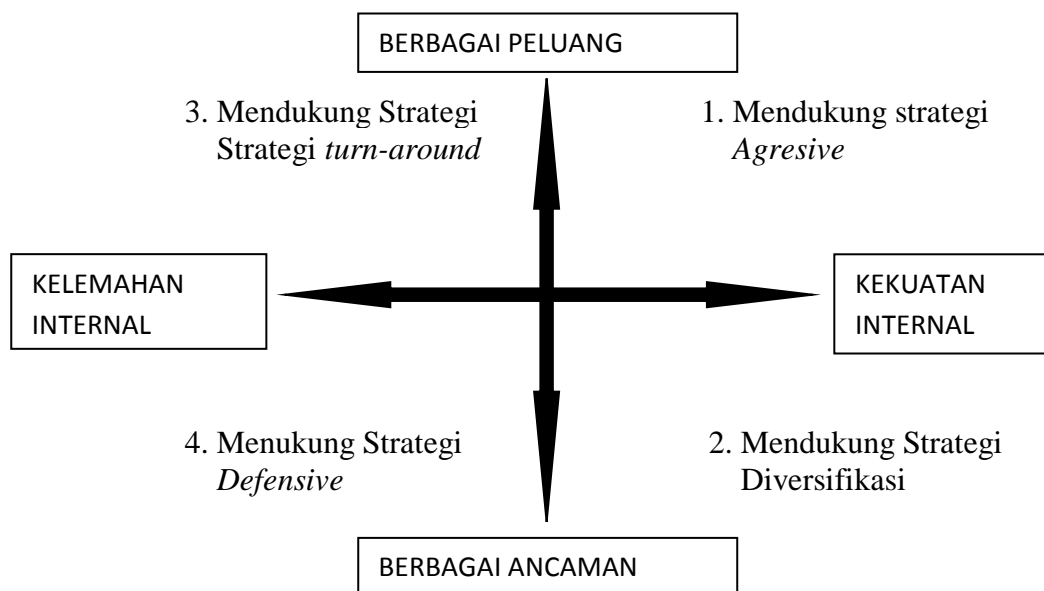 BERBAGAI PELUANG
3. Mendukung Strategi
Strategi turn-around
1. Mendukung strategi
Agresive
KELEMAHAN
INTERNAL
KEKUATAN
INTERNAL
4. Menukung Strategi
Defensive
2. Mendukung Strategi
Diversifikasi
BERBAGAI ANCAMAN